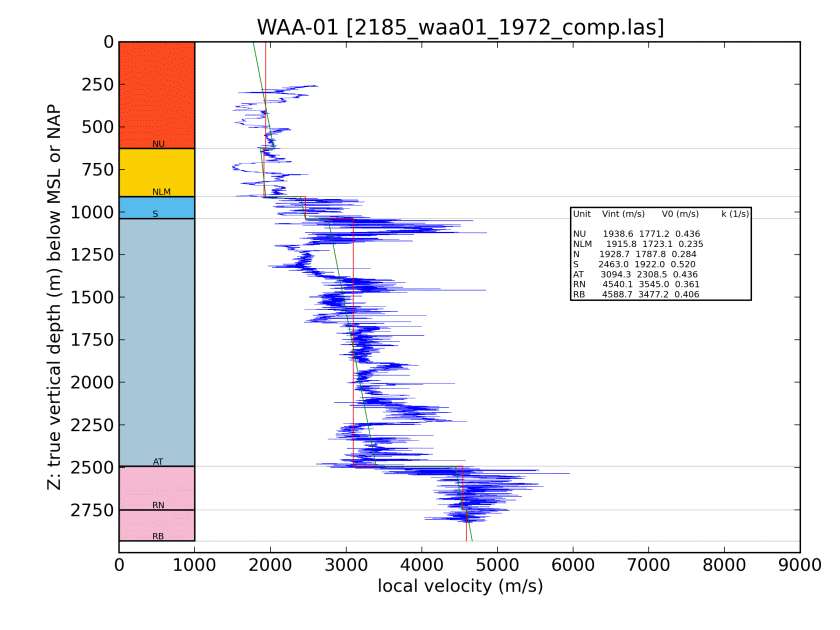 WAA-01 [2185_waa01_1972_comp.las]
Z: true vertical depth (m) below MSL or NAP
0
250
500
750
1000
1250
1500
1750
2000
2250
2500
2750
NU
NLM
S
AT
RN
RB
Unit Vint (m/s) V0 (m/s) k (1/s)
NU 1938.6 1771.2 0.436
NLM 1915.8 1723.1 0.235
N 1928.7 1787.8 0.284
S 2463.0 1922.0 0.520
AT 3094.3 2308.5 0.436
RN 4540.1 3545.0 0.361
RB 4588.7 3477.2 0.406
0 1000 2000 3000 4000 5000 6000 7000 8000 9000
local velocity (m/s)